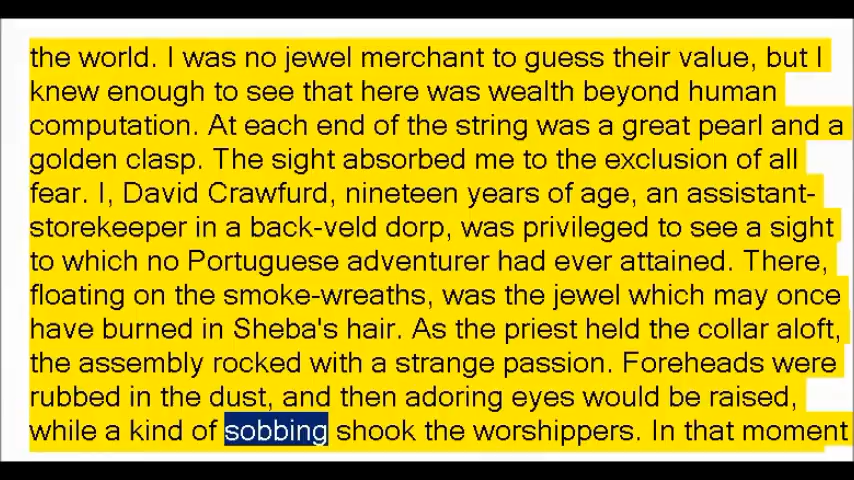 the world. I was no jewel merchant to guess their value, but I
knew enough to see that here was wealth beyond human
computation. At each end of the string was a great pearl and a
golden clasp. The sight absorbed me to the exclusion of all
fear. I, David Crawfurd, nineteen years of age, an assistant-
storekeeper in a back-veld dorp, was privileged to see a sight
to which no Portuguese adventurer had ever attained. There,
floating on the smoke-wreaths, was the jewel which may once
have burned in Sheba's hair. As the priest held the collar aloft,
the assembly rocked with a strange passion. Foreheads were
rubbed in the dust, and then adoring eyes would be raised,
while a kind of sobbing shook the worshippers. In that moment